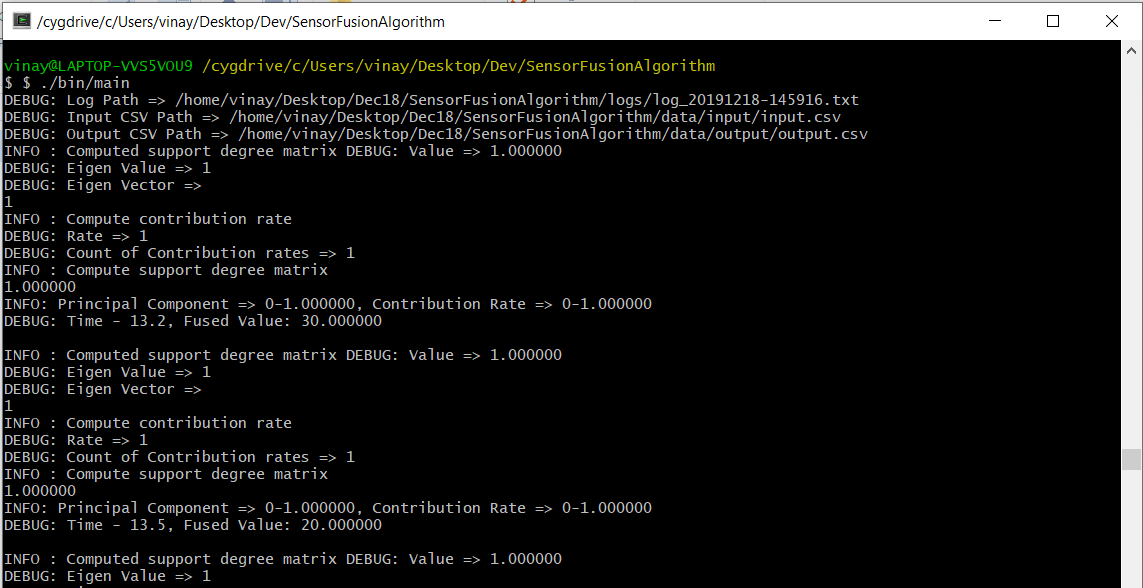 /cygdrive/c/Users/vinay/Desktop/Dev/SensorFusionAlgorithm
vinay@LAPTOP-VVS5VOU9 /cygdrive/c/Users/vinay/Desktop/Dev/SensorFusionAlgorithm
$ $ ./bin/main
DEBUG: Log Path => /home/vinay/Desktop/Dec18/SensorFusionAlgorithm/logs/log_20191218-145916.txt
DEBUG: Input CSV Path => /home/vinay/Desktop/Dec18/SensorFusionAlgorithm/data/input/input.csv
DEBUG: Output CSV Path => /home/vinay/Desktop/Dec18/SensorFusionAlgorithm/data/output/output.csv
INFO : Computed support degree matrix DEBUG: Value => 1.000000
DEBUG: Eigen Value => 1
DEBUG: Eigen Vector =>
1
INFO : Compute contribution rate
DEBUG: Rate => 1
DEBUG: Count of Contribution rates => 1
INFO : Compute support degree matrix
1.000000
INFO: Principal Component => 0-1.000000, Contribution Rate => 0-1.000000
DEBUG: Time - 13.2, Fused Value: 30.000000

INFO : Computed support degree matrix DEBUG: Value => 1.000000
DEBUG: Eigen Value => 1
DEBUG: Eigen Vector =>
1
INFO : Compute contribution rate
DEBUG: Rate => 1
DEBUG: Count of Contribution rates => 1
INFO : Compute support degree matrix
1.000000
INFO: Principal Component => 0-1.000000, Contribution Rate => 0-1.000000
DEBUG: Time - 13.5, Fused Value: 20.000000

INFO : Computed support degree matrix DEBUG: Value => 1.000000
DEBUG: Eigen Value => 1